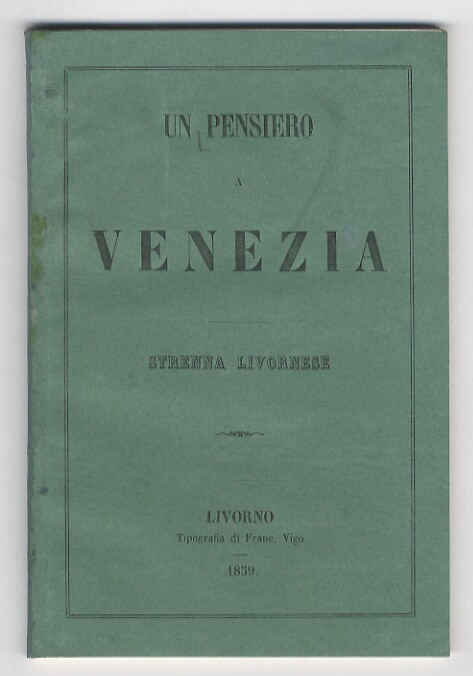 UN PENSIERO
A
VENEZIA
STRENNA LIVORNESE
LIVORNO
Tipografia di Franc. Vigo
1859.